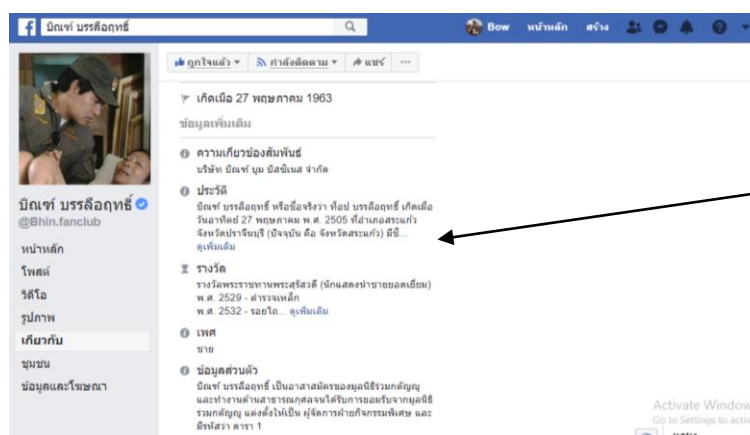 บิณฑ์ บรรลือฤทธิ์
Bow หน้าหลัก สร้าง
ถูกใจแล้ว กำลังติดตาม แชร์ ...
เกิดเมื่อ 27 พฤษภาคม 1963
ข้อมูลเพิ่มเติม
ความเกี่ยวข้องสัมพันธ์
บริษัท บิณฑ์ บูม บิสซิเนส จำกัด
ประวัติ
บิณฑ์ บรรลือฤทธิ์ หรือชื่อจริงว่า ท็อป บรรลือฤทธิ์ เกิดเมื่อ
วันอาทิตย์ 27 พฤษภาคม พ.ศ. 2505 ที่อำเภอสระแก้ว
จังหวัดปราจีนบุรี (ปัจจุบัน คือ จังหวัดสระแก้ว) มีชื่...
ดูเพิ่มเติม
รางวัล
รางวัลพระราชทานพระสุรัสวดี (นักแสดงนำชายยอดเยี่ยม)
พ.ศ. 2529 - ตำรวจเหล็ก
พ.ศ. 2532 - รอยไถ... ดูเพิ่มเติม
เพศ
ชาย
ข้อมูลส่วนตัว
บิณฑ์ บรรลือฤทธิ์ เป็นอาสาสมัครของมูลนิธิร่วมกตัญญู
และทำงานด้านสาธารณกุศลจนได้รับการยอมรับจากมูลนิธิ
ร่วมกตัญญู แต่งตั้งให้เป็น ผู้จัดการฝ่ายกิจกรรมพิเศษ และ
มีรหัสว่า ดารา 1
บิณฑ์ บรรลือฤทธิ์
@Bhin.fanclub
หน้าหลัก
โพสต์
วิดีโอ
รูปภาพ
เกี่ยวกับ
ชุมชน
ข้อมูลและโฆษณา
Activate Window
Go to Settings to activ